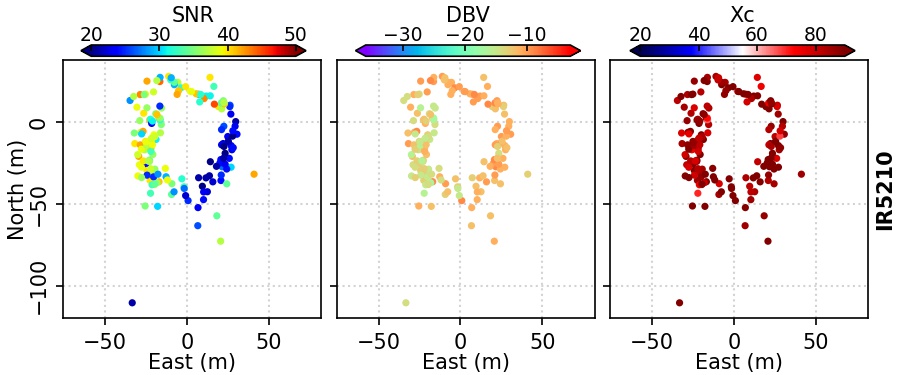 SNR DBV Xc
20 30 40 50 −30 −20 −10 20 40 60 80
North (m)
0
−50
−100
IR5210
−50 0 50 −50 0 50 −50 0 50
East (m) East (m) East (m)